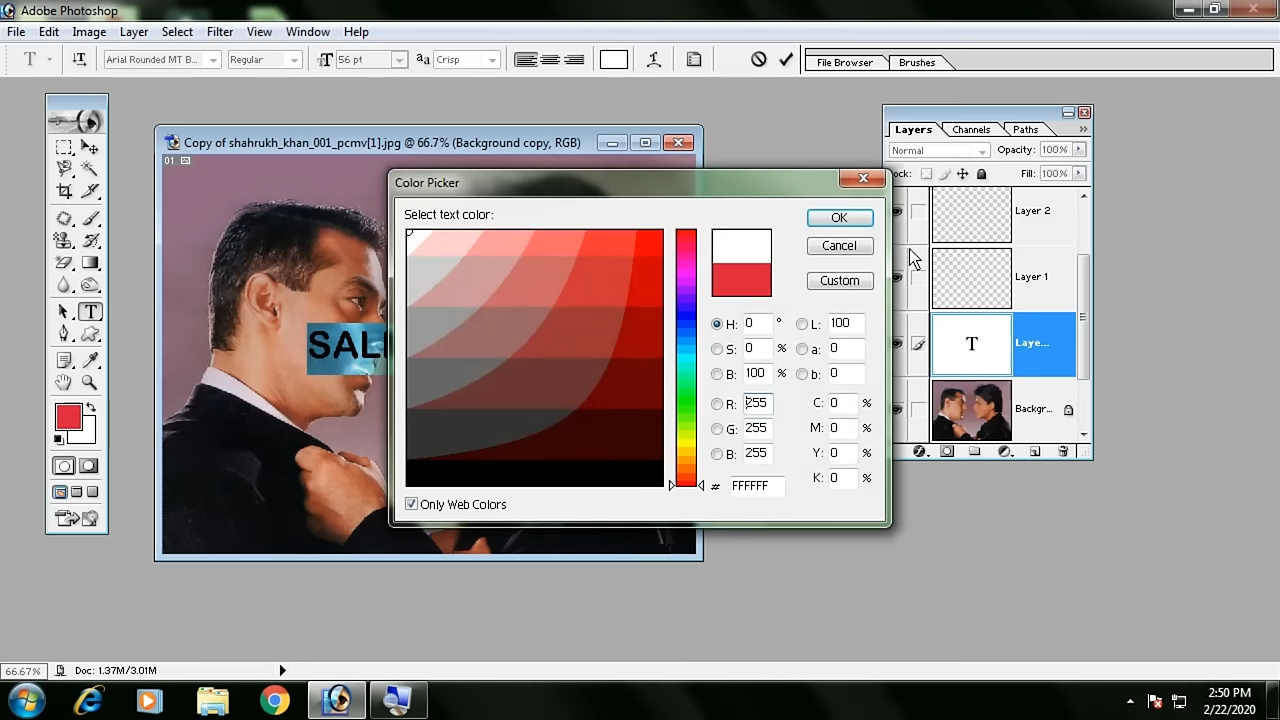 Adobe Photoshop
File Edit Image Layer Select Filter View Window Help
T Arial Rounded MT B... Regular T 56 pt aa Crisp File Browser Brushes
Copy of shahrukh_khan_001_pcmv[1].jpg @ 66.7% (Background copy, RGB)
01
SAL
Color Picker
Select text color:
OK
Cancel
Custom
H: 0 ° L: 100
S: 0 % a: 0
B: 100 % b: 0
R: 255 C: 0 %
G: 255 M: 0 %
B: 255 Y: 0 %
# FFFFFF K: 0 %
Only Web Colors
Layers Channels Paths
Normal Opacity: 100%
ock: Fill: 100%
Layer 2
Layer 1
T Laye...
Backgr...
66.67% Doc: 1.37M/3.01M
2:50 PM
2/22/2020